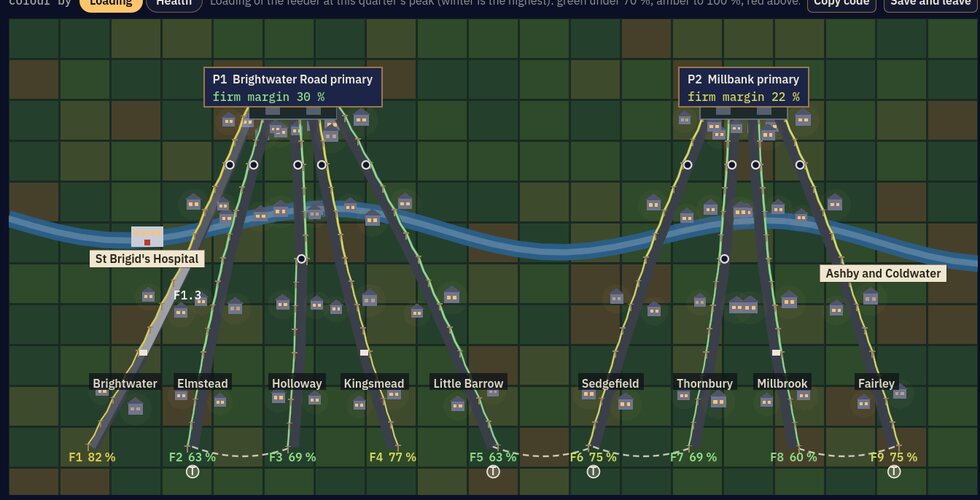 colour by Loading Health Loading of the feeder at this quarter's peak (winter is the highest): green under 70 %, amber to 100 %, red above. Copy code Save and leave
P1 Brightwater Road primary
firm margin 30 %
P2 Millbank primary
firm margin 22 %
St Brigid's Hospital
Ashby and Coldwater
F1.3
Brightwater Elmstead Holloway Kingsmead Little Barrow Sedgefield Thornbury Millbrook Fairley
F1 82 % F2 63 % F3 69 % F4 77 % F5 63 % F6 75 % F7 69 % F8 60 % F9 75 %
T T T T